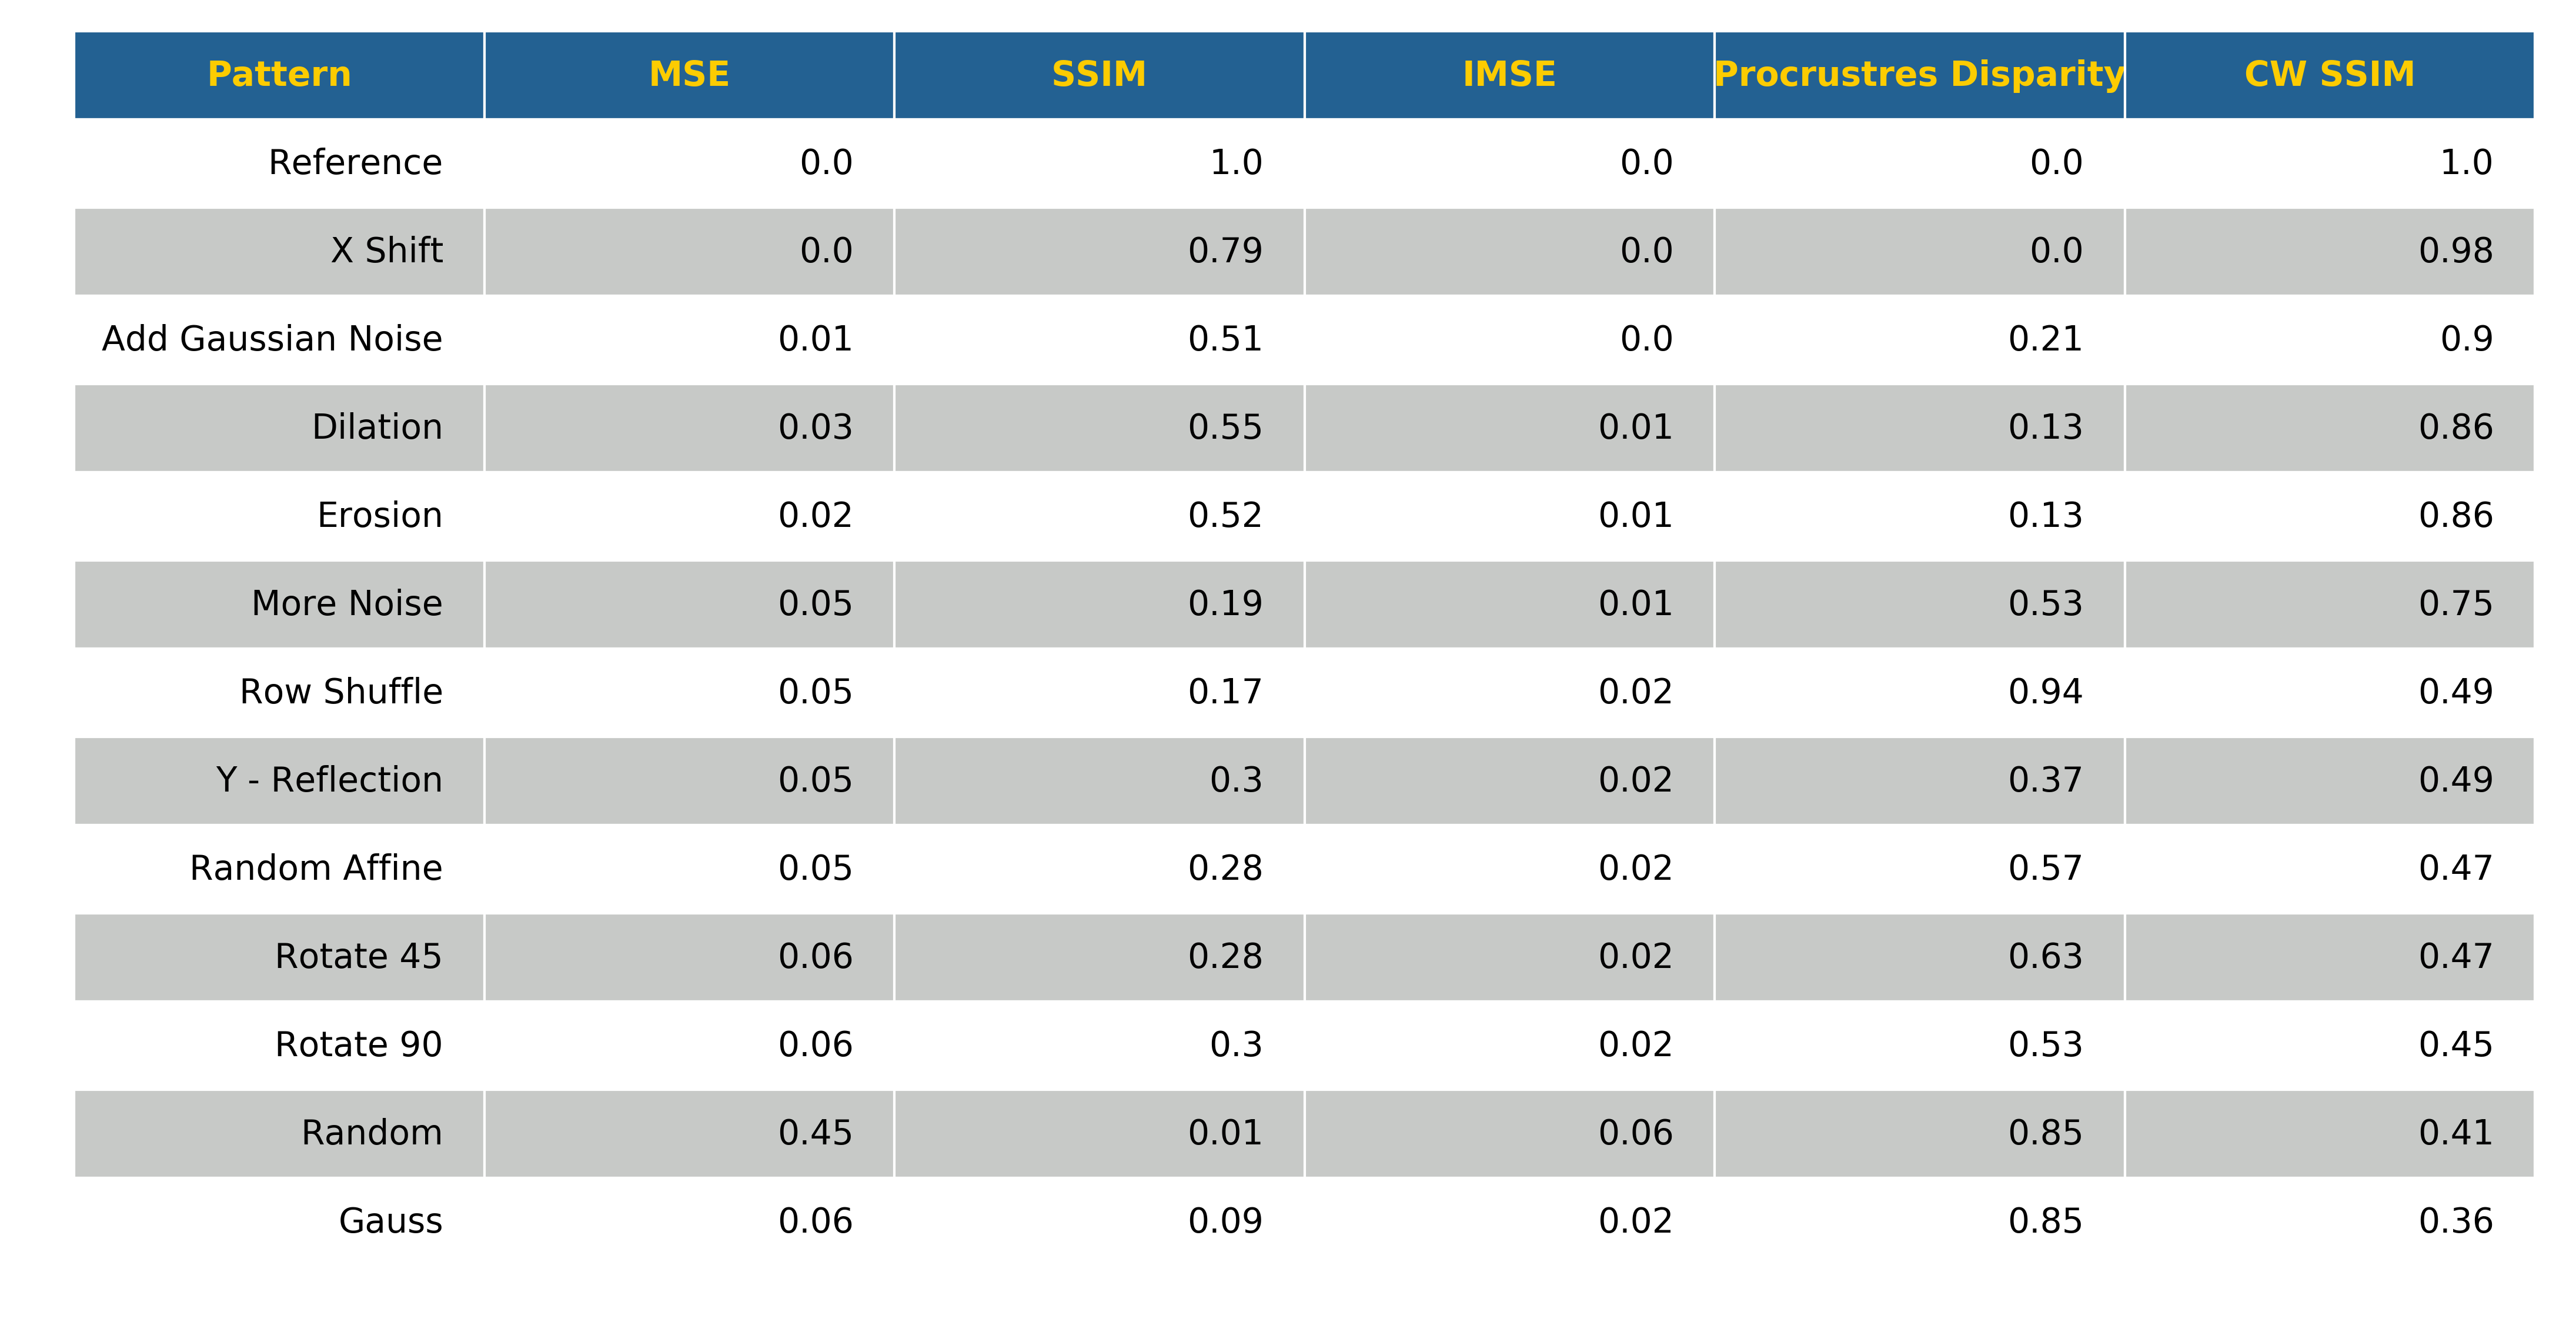 Pattern MSE SSIM IMSE Procrustres Disparity CW SSIM
Reference 0.0 1.0 0.0 0.0 1.0
X Shift 0.0 0.79 0.0 0.0 0.98
Add Gaussian Noise 0.01 0.51 0.0 0.21 0.9
Dilation 0.03 0.55 0.01 0.13 0.86
Erosion 0.02 0.52 0.01 0.13 0.86
More Noise 0.05 0.19 0.01 0.53 0.75
Row Shuffle 0.05 0.17 0.02 0.94 0.49
Y - Reflection 0.05 0.3 0.02 0.37 0.49
Random Affine 0.05 0.28 0.02 0.57 0.47
Rotate 45 0.06 0.28 0.02 0.63 0.47
Rotate 90 0.06 0.3 0.02 0.53 0.45
Random 0.45 0.01 0.06 0.85 0.41
Gauss 0.06 0.09 0.02 0.85 0.36